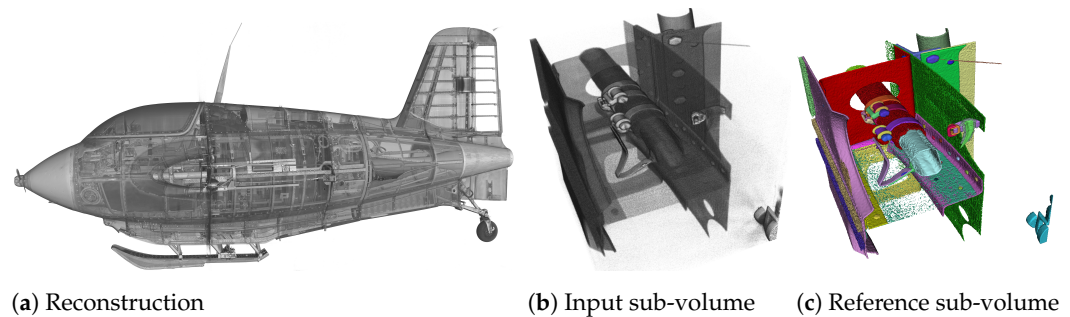 (a) Reconstruction
(b) Input sub-volume
(c) Reference sub-volume